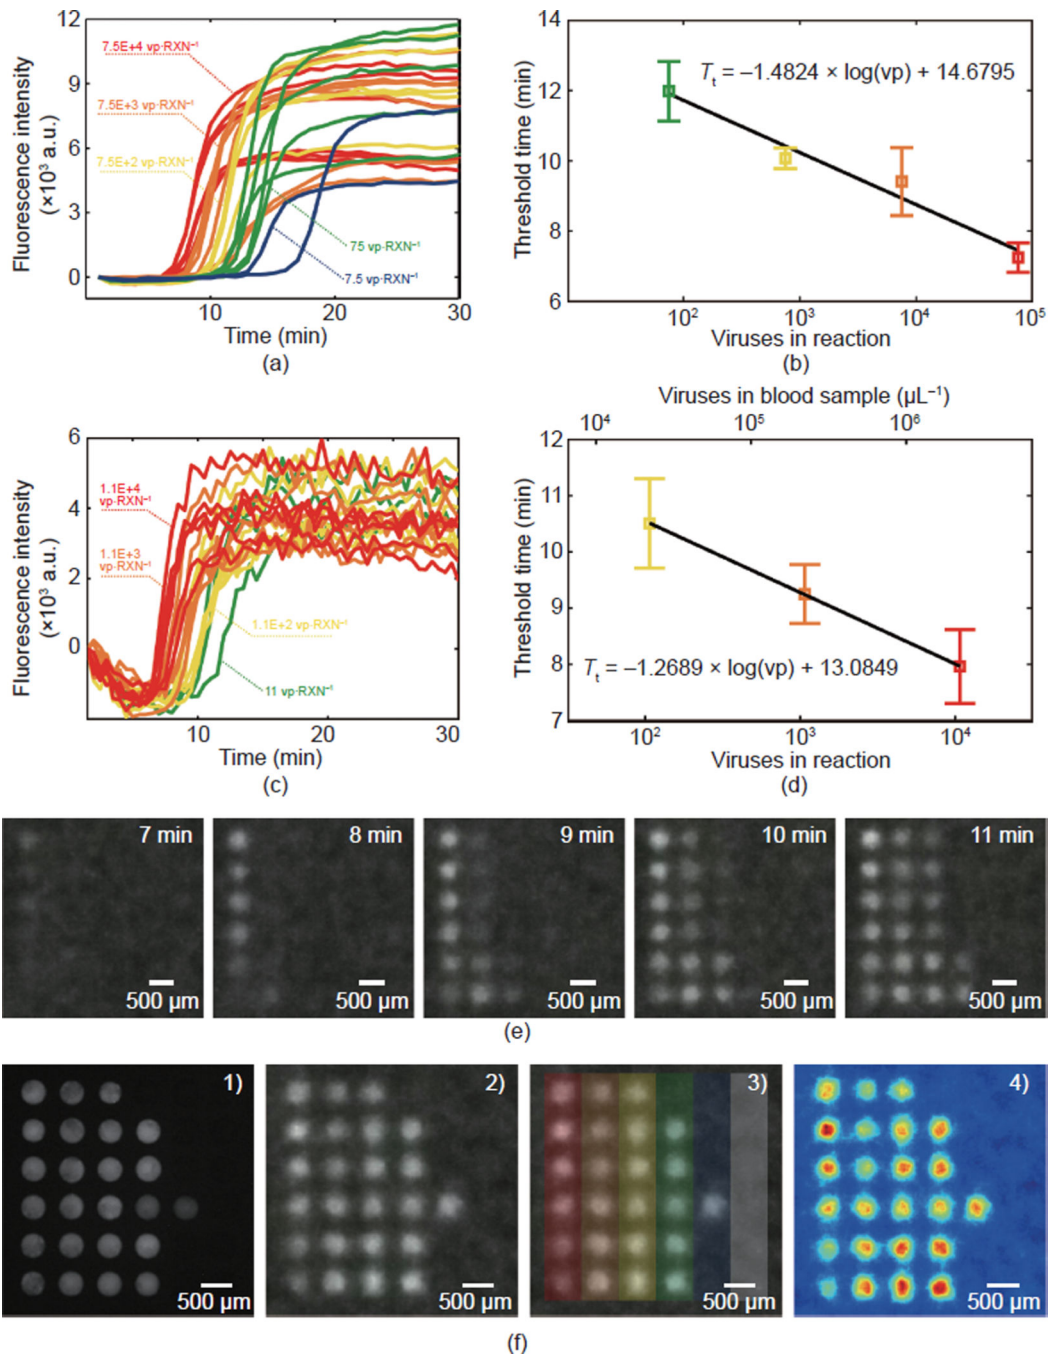 12
9
6
3
0
Fluorescence intensity
(×10³ a.u.)
7.5E+4 vp·RXN⁻¹
7.5E+3 vp·RXN⁻¹
7.5E+2 vp·RXN⁻¹
75 vp·RXN⁻¹
7.5 vp·RXN⁻¹
10 20 30
Time (min)
(a)
14
12
10
8
6
Threshold time (min)
Tₜ = –1.4824 × log(vp) + 14.6795
10² 10³ 10⁴ 10⁵
Viruses in reaction
(b)
6
4
2
0
Fluorescence intensity
(×10³ a.u.)
1.1E+4
vp·RXN⁻¹
1.1E+3
vp·RXN⁻¹
1.1E+2 vp·RXN⁻¹
11 vp·RXN⁻¹
10 20 30
Time (min)
(c)
Viruses in blood sample (μL⁻¹)
10⁴ 10⁵ 10⁶
12
11
10
9
8
7
Threshold time (min)
Tₜ = –1.2689 × log(vp) + 13.0849
10² 10³ 10⁴
Viruses in reaction
(d)
7 min
500 μm
8 min
500 μm
9 min
500 μm
10 min
500 μm
11 min
500 μm
(e)
1)
500 μm
2)
500 μm
3)
500 μm
4)
500 μm
(f)